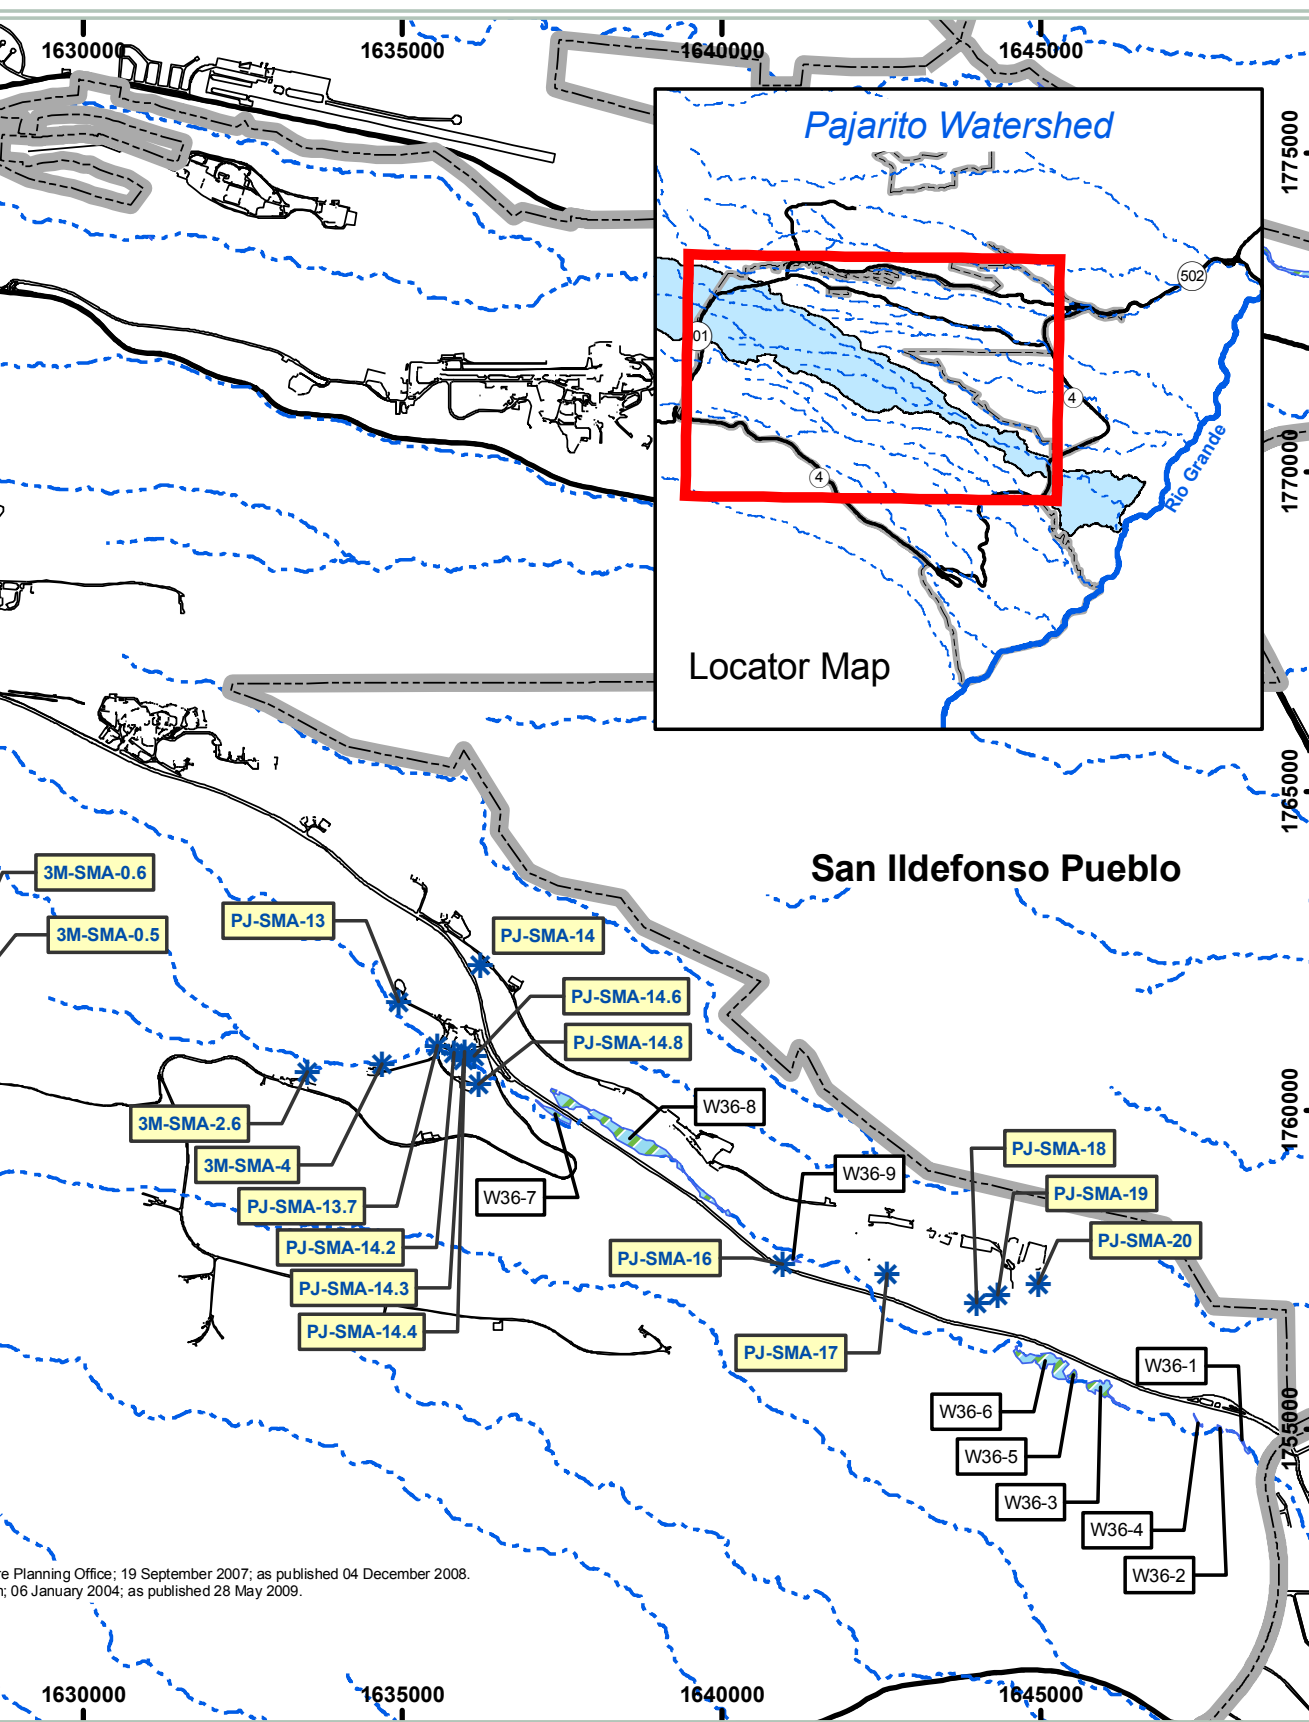 1630000
1635000
1640000
1645000
Pajarito Watershed
1775000
502
4
4
Rio Grande
1770000
Locator Map
1765000
San Ildefonso Pueblo
3M-SMA-0.6
PJ-SMA-13
3M-SMA-0.5
PJ-SMA-14
PJ-SMA-14.6
PJ-SMA-14.8
W36-8
1760000
3M-SMA-2.6
PJ-SMA-18
3M-SMA-4
W36-9
W36-7
PJ-SMA-19
PJ-SMA-13.7
PJ-SMA-20
PJ-SMA-14.2
PJ-SMA-16
PJ-SMA-14.3
PJ-SMA-14.4
PJ-SMA-17
W36-1
W36-6
1755000
W36-5
W36-3
W36-4
W36-2
re Planning Office; 19 September 2007; as published 04 December 2008.
; 06 January 2004; as published 28 May 2009.
1630000
1635000
1640000
1645000